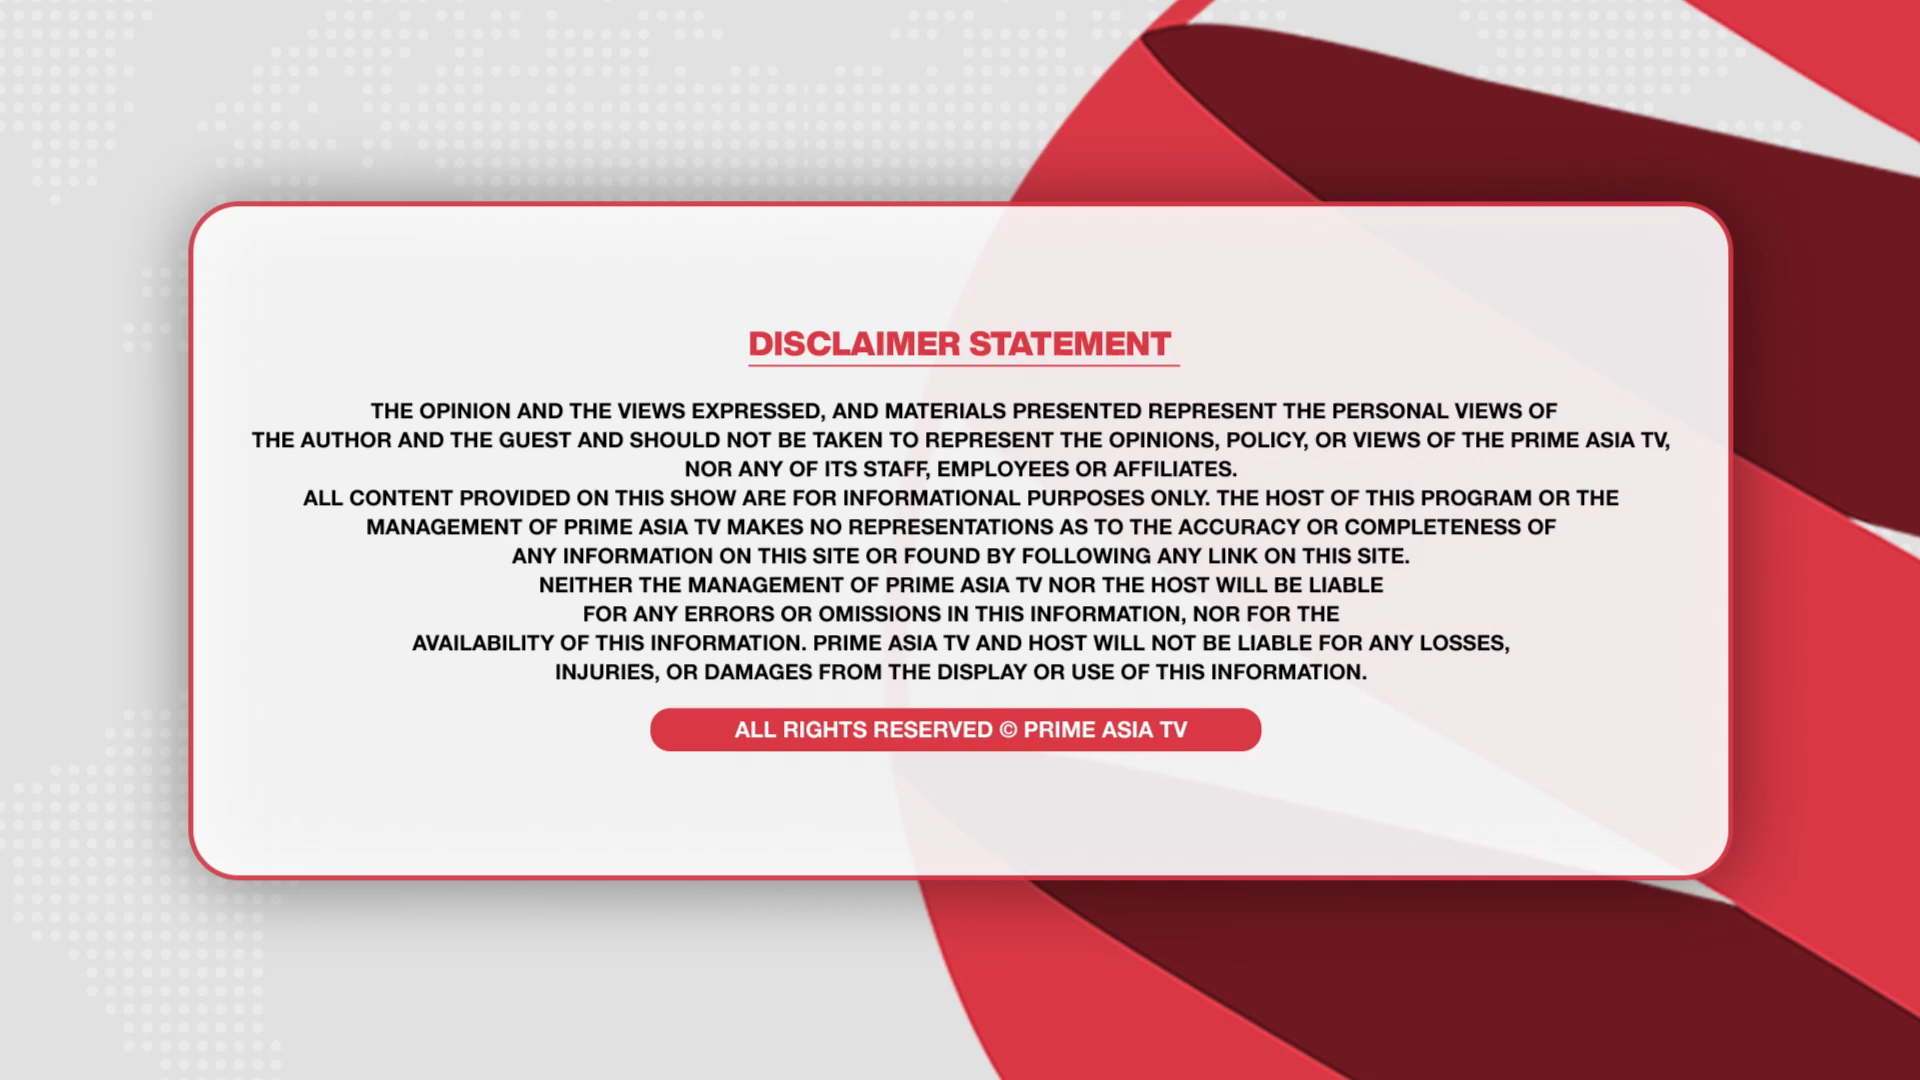 DISCLAIMER STATEMENT
THE OPINION AND THE VIEWS EXPRESSED, AND MATERIALS PRESENTED REPRESENT THE PERSONAL VIEWS OF
THE AUTHOR AND THE GUEST AND SHOULD NOT BE TAKEN TO REPRESENT THE OPINIONS, POLICY, OR VIEWS OF THE PRIME ASIA TV,
NOR ANY OF ITS STAFF, EMPLOYEES OR AFFILIATES.
ALL CONTENT PROVIDED ON THIS SHOW ARE FOR INFORMATIONAL PURPOSES ONLY. THE HOST OF THIS PROGRAM OR THE
MANAGEMENT OF PRIME ASIA TV MAKES NO REPRESENTATIONS AS TO THE ACCURACY OR COMPLETENESS OF
ANY INFORMATION ON THIS SITE OR FOUND BY FOLLOWING ANY LINK ON THIS SITE.
NEITHER THE MANAGEMENT OF PRIME ASIA TV NOR THE HOST WILL BE LIABLE
FOR ANY ERRORS OR OMISSIONS IN THIS INFORMATION, NOR FOR THE
AVAILABILITY OF THIS INFORMATION. PRIME ASIA TV AND HOST WILL NOT BE LIABLE FOR ANY LOSSES,
INJURIES, OR DAMAGES FROM THE DISPLAY OR USE OF THIS INFORMATION.
ALL RIGHTS RESERVED © PRIME ASIA TV